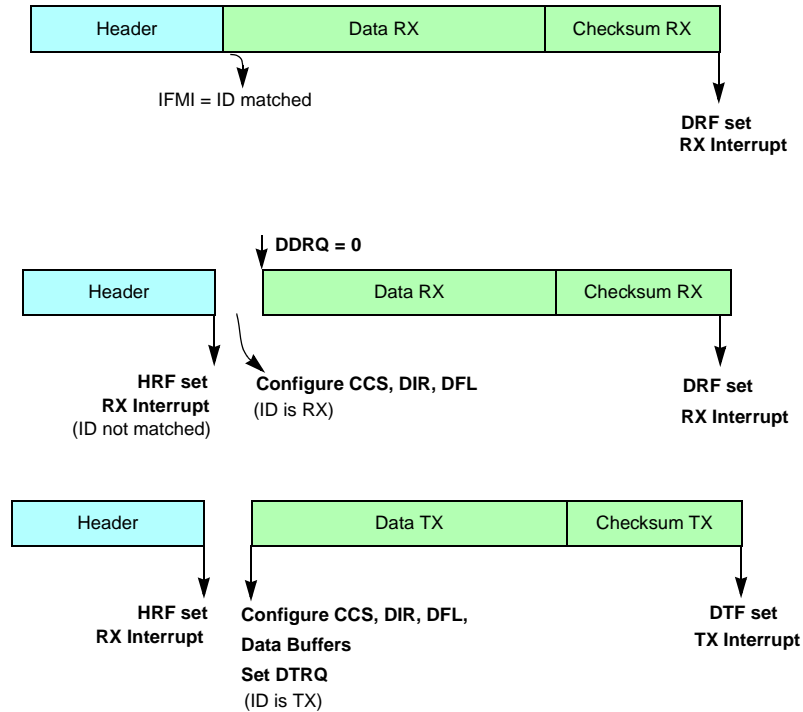 Header
Data RX
Checksum RX
IFMI = ID matched
DRF set
RX Interrupt
DDRQ = 0
Header
Data RX
Checksum RX
HRF set
RX Interrupt
(ID not matched)
Configure CCS, DIR, DFL
(ID is RX)
DRF set
RX Interrupt
Header
Data TX
Checksum TX
HRF set
RX Interrupt
Configure CCS, DIR, DFL,
Data Buffers
Set DTRQ
(ID is TX)
DTF set
TX Interrupt